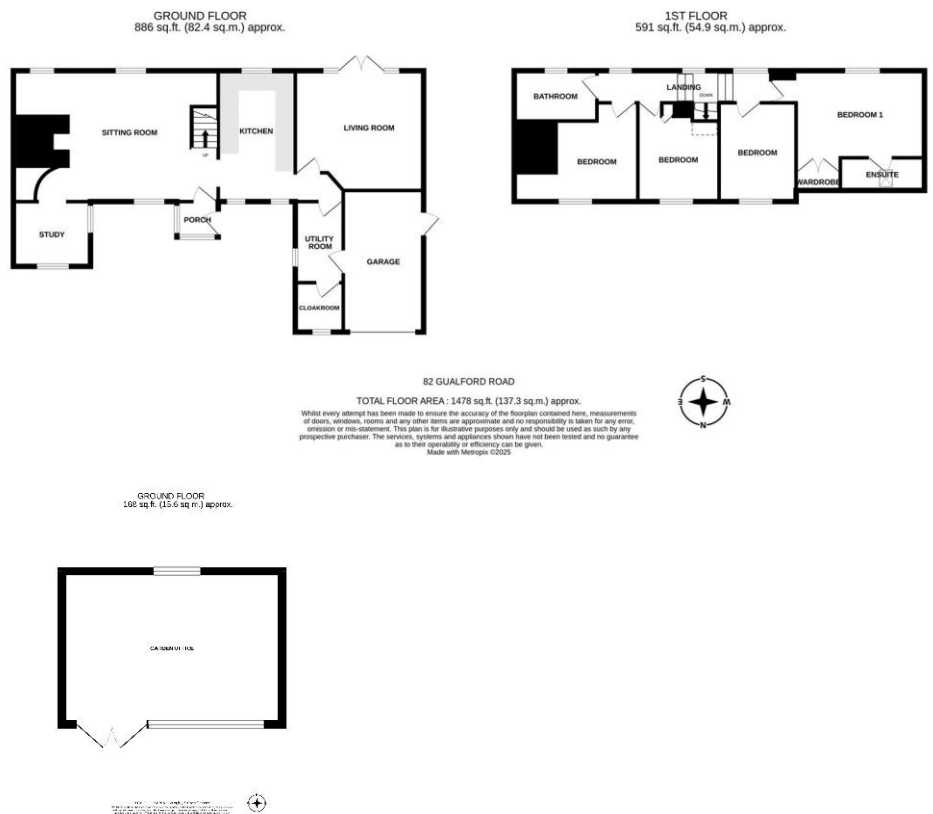 GROUND FLOOR
886 sq.ft. (82.4 sq.m.) approx.
1ST FLOOR
591 sq.ft. (54.9 sq.m.) approx.
SITTING ROOM
UP
KITCHEN
LIVING ROOM
STUDY
PORCH
UTILITY
ROOM
GARAGE
CLOAKROOM
BATHROOM
LANDING
DOWN
BEDROOM
BEDROOM
BEDROOM
BEDROOM 1
WARDROBE
ENSUITE
82 GUALFORD ROAD
TOTAL FLOOR AREA : 1478 sq.ft. (137.3 sq.m.) approx.
Whilst every attempt has been made to ensure the accuracy of the floorplan contained here, measurements
of doors, windows, rooms and any other items are approximate and no responsibility is taken for any error,
omission or mis-statement. This plan is for illustrative purposes only and should be used as such by any
prospective purchaser. The services, systems and appliances shown have not been tested and no guarantee
as to their operability or efficiency can be given.
Made with Metropix ©2025
S
E W
N
GROUND FLOOR
168 sq.ft. (15.6 sq.m.) approx.
GARDEN OFFICE